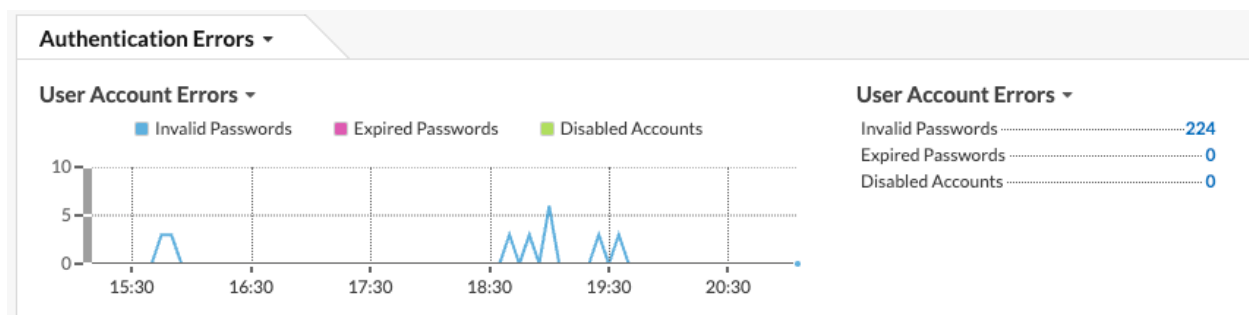 Authentication Errors
User Account Errors
Invalid Passwords Expired Passwords Disabled Accounts
10
5
0
15:30 16:30 17:30 18:30 19:30 20:30
User Account Errors
Invalid Passwords 224
Expired Passwords 0
Disabled Accounts 0